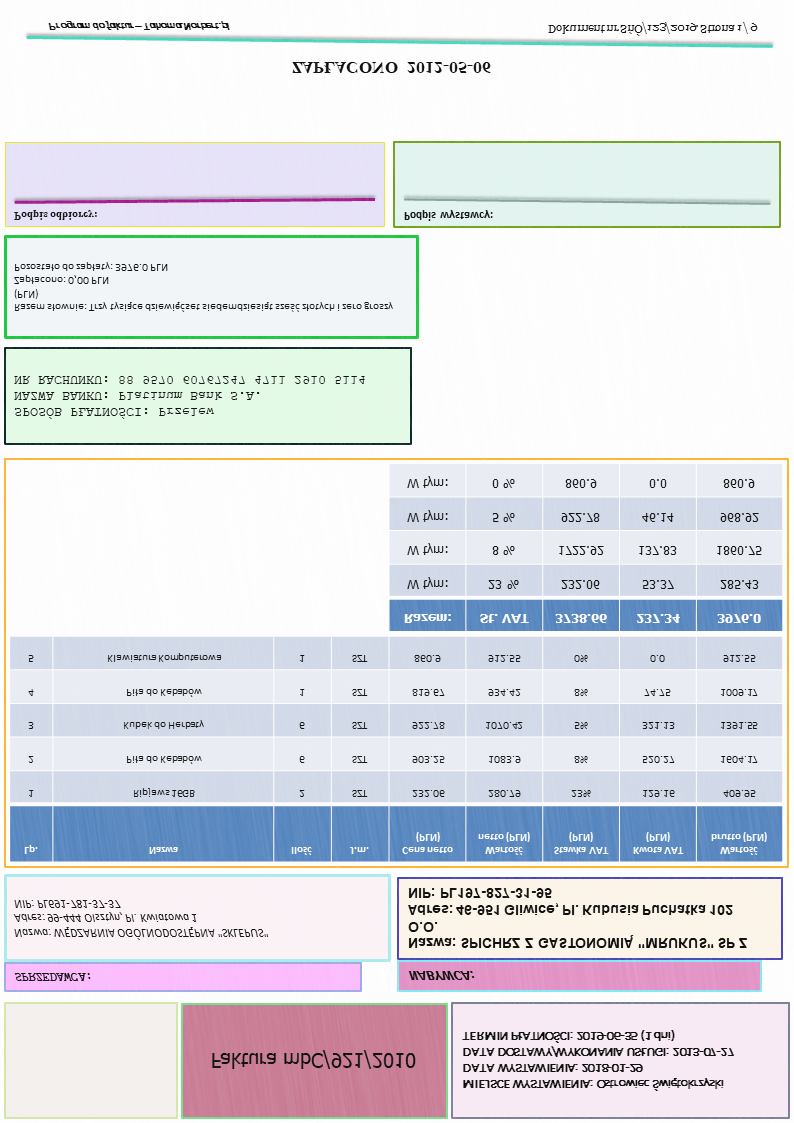 Faktura mbC/921/2010
MIEJSCE WYSTAWIENIA: Ostrowiec Świętokrzyski
DATA WYSTAWIENIA: 2018-01-29
DATA DOSTAWY/WYKONANIA USŁUGI: 2013-07-27
TERMIN PŁATNOŚCI: 2019-06-35 (1 dni)
SPRZEDAWCA:
Nazwa: WĘDZARNIA OGÓLNODOSTĘPNA "SKLEPUS"
Adres: 99-444 Olsztyn, Pl. Kwiatowa 1
NIP: PL691-781-37-37
NABYWCA:
Nazwa: SPICHRZ Z GASTONOMIĄ "MRUKUS" SP Z
O.O.
Adres: 46-951 Gliwice, Pl. Kubusia Puchatka 102
NIP: PL197-827-31-95
Lp. Nazwa Ilość J.m. Cena netto (PLN) Wartość netto (PLN) Stawka VAT (PLN) Kwota VAT (PLN) Wartość brutto (PLN)
1 Ripjaws 16GB 2 SZT 232.06 280.79 23% 129.16 409.95
2 Pita do Kebabów 6 SZT 903.25 1083.9 8% 520.27 1604.17
3 Kubek do Herbaty 6 SZT 922.78 1070.42 5% 321.13 1391.55
4 Pita do Kebabów 1 SZT 819.67 934.42 8% 74.75 1009.17
5 Klawiatura Komputerowa 1 SZT 860.9 912.55 0% 0.0 912.55
Razem: St. VAT 3738.66 237.34 3976.0
W tym: 23 % 232.06 53.37 285.43
W tym: 8 % 1722.92 137.83 1860.75
W tym: 5 % 922.78 46.14 968.92
W tym: 0 % 860.9 0.0 860.9
SPOSÓB PŁATNOŚCI: Przelew
NAZWA BANKU: Platinum Bank S.A.
NR RACHUNKU: 88 9570 60767247 4711 2910 5114
Razem słownie: Trzy tysiące dziewięćset siedemdziesiąt sześć złotych i zero groszy
(PLN)
Zapłacono: 0,00 PLN
Pozostało do zapłaty: 3976.0 PLN
Podpis odbiorcy:
Podpis wystawcy:
ZAPŁACONO 2012-05-06
Program do faktur – TahomaNorbert.pl
Dokument nr SńÓ/123/2019, Strona 1 / 9